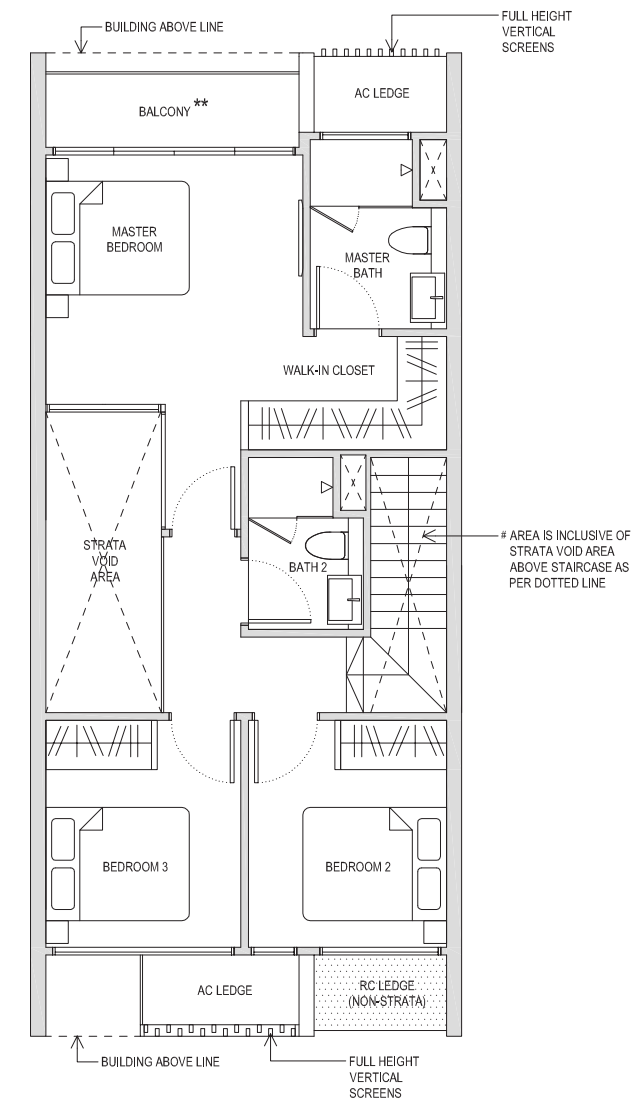 BUILDING ABOVE LINE
FULL HEIGHT
VERTICAL
SCREENS
AC LEDGE
BALCONY **
MASTER
BEDROOM
MASTER
BATH
WALK-IN CLOSET
STRATA
VOID
AREA
BATH 2
# AREA IS INCLUSIVE OF
STRATA VOID AREA
ABOVE STAIRCASE AS
PER DOTTED LINE
BEDROOM 3
BEDROOM 2
AC LEDGE
RC LEDGE
(NON-STRATA)
BUILDING ABOVE LINE
FULL HEIGHT
VERTICAL
SCREENS